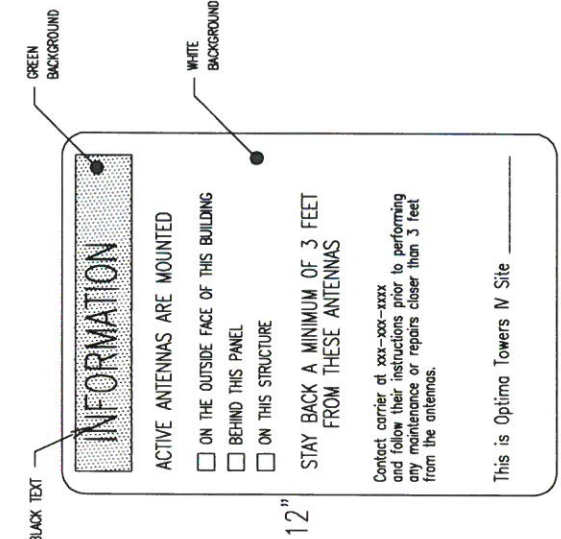 GREEN
BACKGROUND
WHITE
BACKGROUND
BLACK TEXT
INFORMATION
ACTIVE ANTENNAS ARE MOUNTED
ON THE OUTSIDE FACE OF THIS BUILDING
BEHIND THIS PANEL
ON THIS STRUCTURE
STAY BACK A MINIMUM OF 3 FEET
FROM THESE ANTENNAS
Contact carrier at xxx-xxx-xxxx
and follow their instructions prior to performing
any maintenance or repairs closer than 3 feet
from the antennas.
This is Optima Towers IV Site
12"